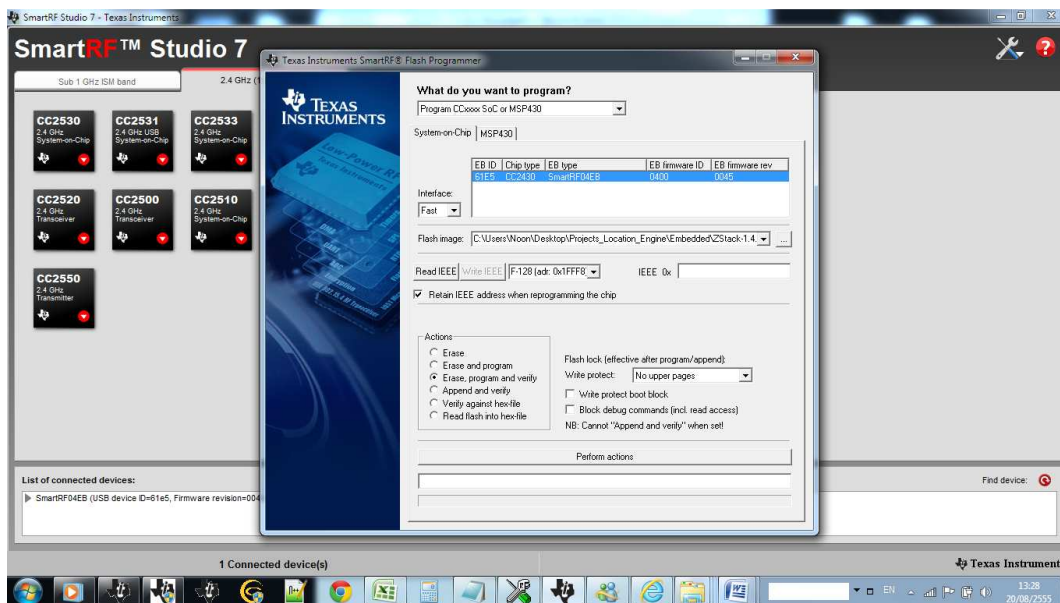 SmartRF Studio 7 - Texas Instruments
SmartRF™ Studio 7
Sub 1 GHz ISM band
2.4 GHz (1
CC2530
2.4 GHz
System-on-Chip
CC2531
2.4 GHz USB
System-on-Chip
CC2533
2.4 GHz
System-on-Chip
CC2520
2.4 GHz
Transceiver
CC2500
2.4 GHz
Transceiver
CC2510
2.4 GHz
System-on-Chip
CC2550
2.4 GHz
Transmitter
List of connected devices:
SmartRF04EB (USB device ID=61e5, Firmware revision=004
Find device:
1 Connected device(s)
Texas Instrument
Texas Instruments SmartRF® Flash Programmer
TEXAS
INSTRUMENTS
Low-Power RF
Texas Instruments
What do you want to program?
Program CCxxxx SoC or MSP430
System-on-Chip MSP430
EB ID Chip type EB type EB firmware ID EB firmware rev
61E5 CC2430 SmartRF04EB 0400 0045
Interface:
Fast
Flash image: C:\Users\Noon\Desktop\Projects_Location_Engine\Embedded\ZStack-1.4. ...
Read IEEE Write IEEE F-128 (adr: 0x1FFF8 IEEE 0x
Retain IEEE address when reprogramming the chip
Actions
Erase
Erase and program
Erase, program and verify
Append and verify
Verify against hex-file
Read flash into hex-file
Flash lock (effective after program/append):
Write protect: No upper pages
Write protect boot block
Block debug commands (incl. read access)
NB: Cannot "Append and verify" when set!
Perform actions
EN
13:28
20/08/2555